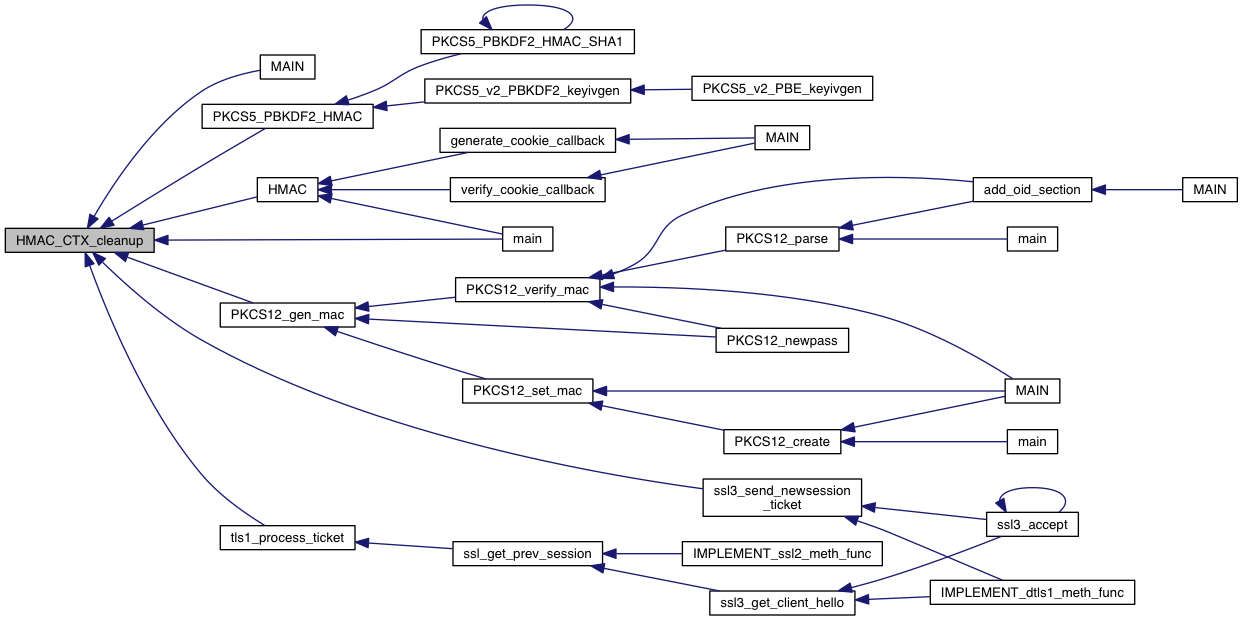 PKCS5_PBKDF2_HMAC_SHA1
MAIN
PKCS5_v2_PBKDF2_keyivgen
PKCS5_v2_PBE_keyivgen
PKCS5_PBKDF2_HMAC
generate_cookie_callback
MAIN
HMAC
verify_cookie_callback
add_oid_section
MAIN
HMAC_CTX_cleanup
main
PKCS12_parse
main
PKCS12_verify_mac
PKCS12_gen_mac
PKCS12_newpass
PKCS12_set_mac
MAIN
PKCS12_create
main
ssl3_send_newsession
_ticket
ssl3_accept
tls1_process_ticket
ssl_get_prev_session
IMPLEMENT_ssl2_meth_func
ssl3_get_client_hello
IMPLEMENT_dtls1_meth_func